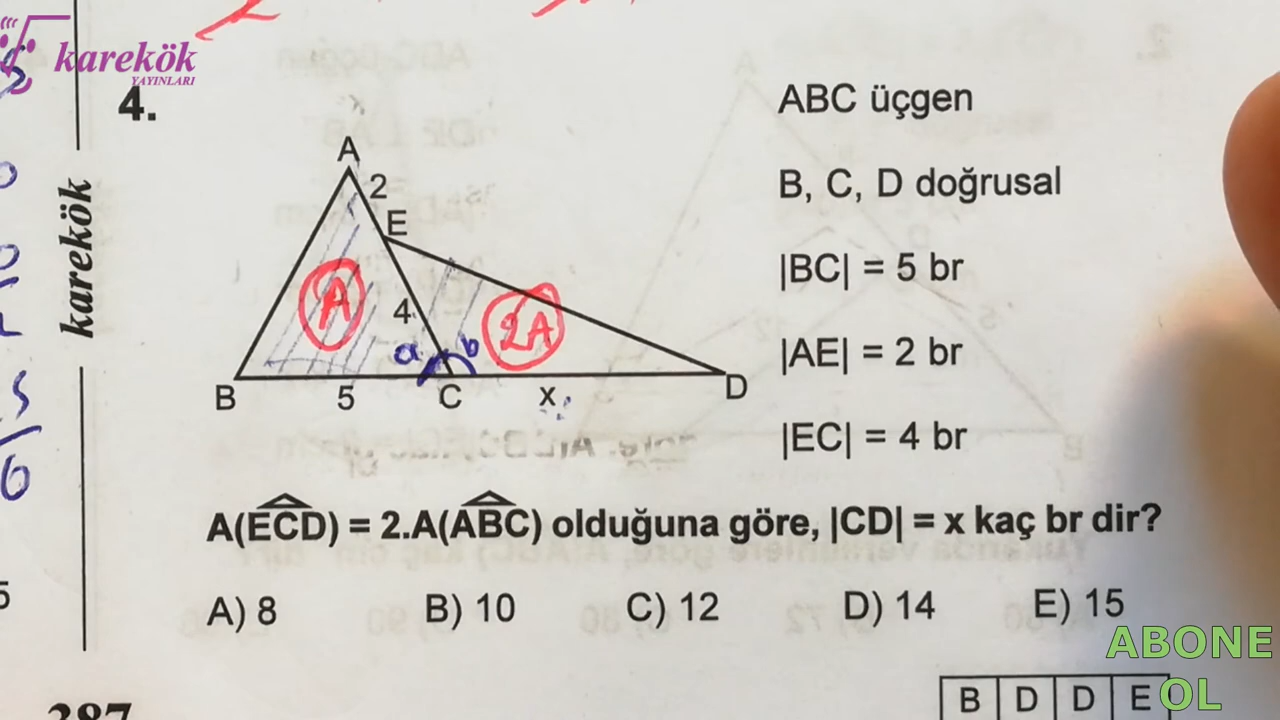 karekök
YAYINLARI
4.
karekök
A
2
E
A
4
2A
a
b
B
5
C
x
D
ABC üçgen
B, C, D doğrusal
|BC| = 5 br
|AE| = 2 br
|EC| = 4 br
A(ECD) = 2.A(ABC) olduğuna göre, |CD| = x kaç br dir?
A) 8 B) 10 C) 12 D) 14 E) 15
ABONE
OL
B D D E